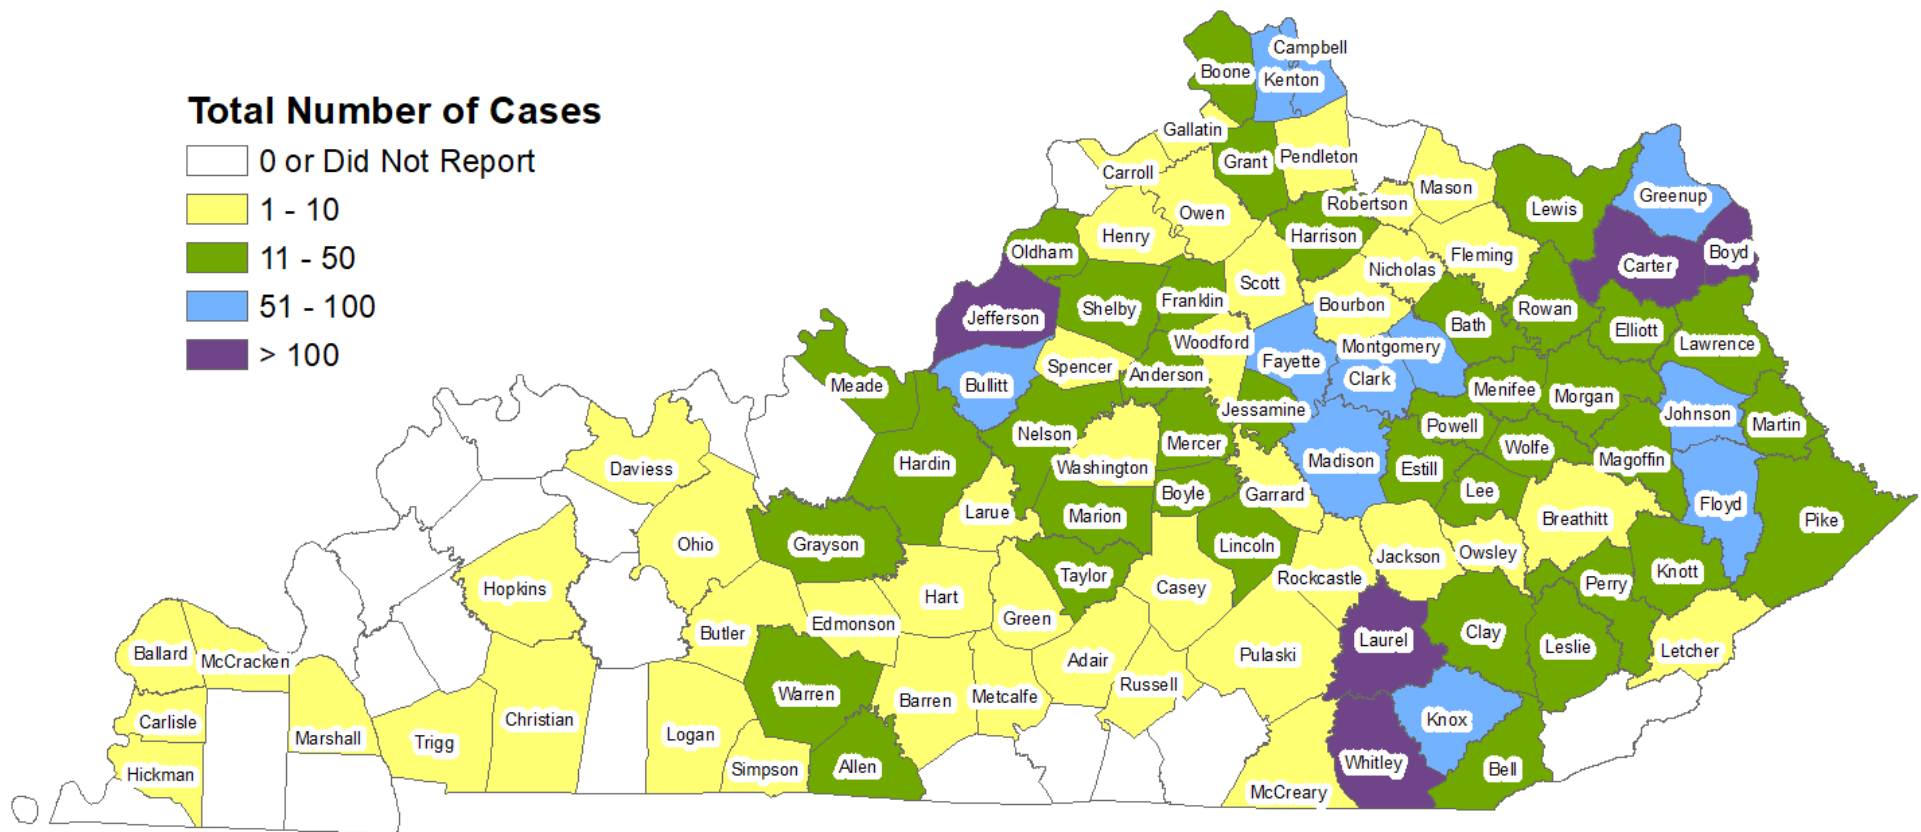 Total Number of Cases
0 or Did Not Report
1 - 10
11 - 50
51 - 100
> 100
Campbell
Boone
Kenton
Gallatin
Grant
Pendleton
Carroll
Mason
Robertson
Lewis
Greenup
Owen
Henry
Harrison
Oldham
Fleming
Boyd
Carter
Nicholas
Scott
Jefferson
Shelby
Franklin
Bourbon
Rowan
Bath
Elliott
Lawrence
Woodford
Montgomery
Fayette
Spencer
Anderson
Clark
Meade
Bullitt
Menifee
Morgan
Jessamine
Johnson
Martin
Powell
Nelson
Mercer
Wolfe
Magoffin
Hardin
Daviess
Washington
Madison
Estill
Lee
Boyle
Garrard
Larue
Marion
Floyd
Breathitt
Pike
Ohio
Grayson
Lincoln
Jackson
Owsley
Hopkins
Taylor
Casey
Rockcastle
Perry
Knott
Hart
Green
Edmonson
Butler
Laurel
Clay
Leslie
Letcher
Ballard
McCracken
Adair
Pulaski
Russell
Warren
Barren
Metcalfe
Carlisle
Christian
Marshall
Trigg
Logan
Knox
Hickman
Simpson
Allen
Whitley
Bell
McCreary